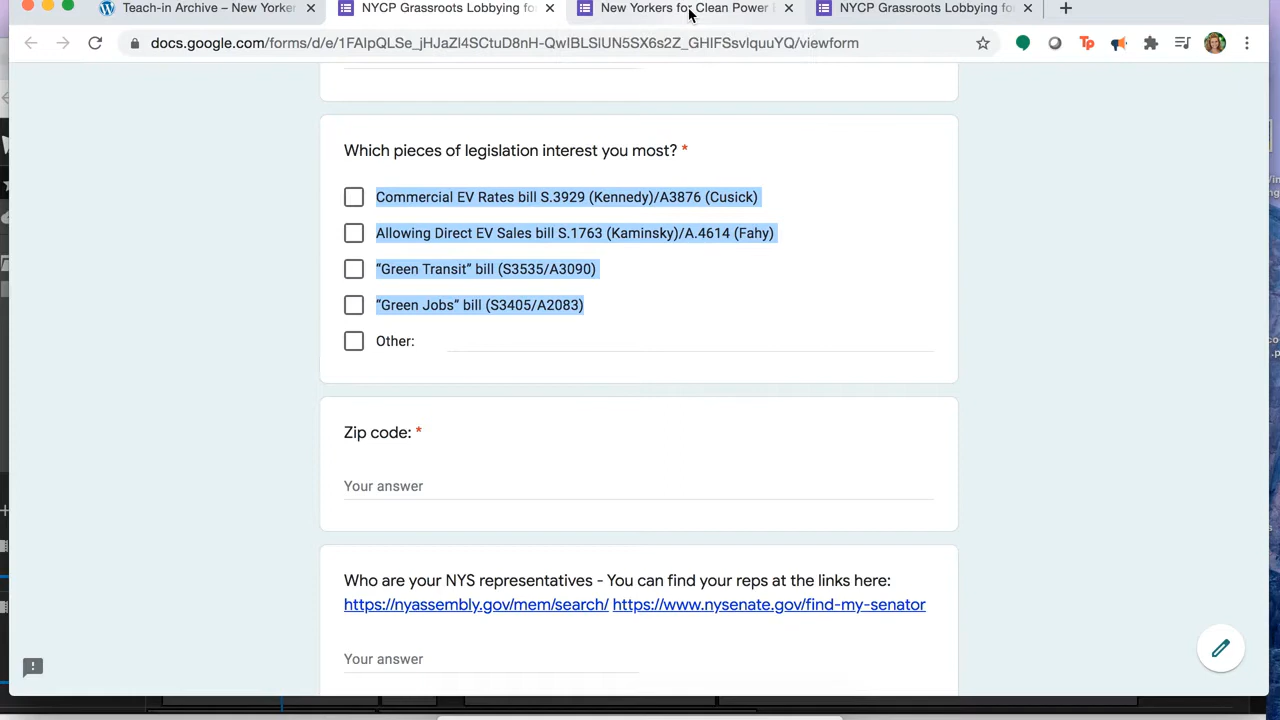 Teach-in Archive – New Yorker
NYCP Grassroots Lobbying fo
New Yorkers for Clean Power
NYCP Grassroots Lobbying for
docs.google.com/forms/d/e/1FAIpQLSe_jHJaZl4SCtuD8nH-QwIBLSlUN5SX6s2Z_GHIFSsvlquuYQ/viewform
Tp
Which pieces of legislation interest you most? *
Commercial EV Rates bill S.3929 (Kennedy)/A3876 (Cusick)
Allowing Direct EV Sales bill S.1763 (Kaminsky)/A.4614 (Fahy)
“Green Transit” bill (S3535/A3090)
“Green Jobs” bill (S3405/A2083)
Other:
Zip code: *
Your answer
Who are your NYS representatives - You can find your reps at the links here:
https://nyassembly.gov/mem/search/ https://www.nysenate.gov/find-my-senator
Your answer